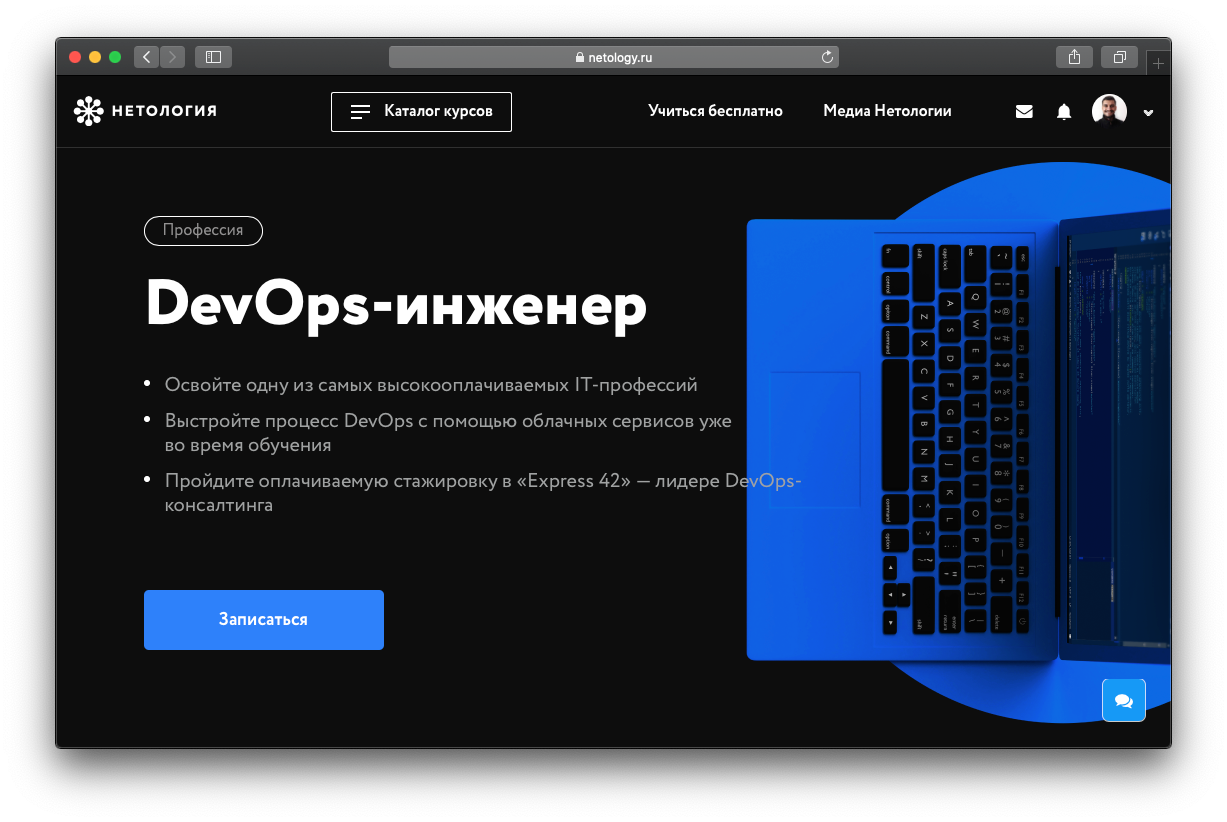 netology.ru
НЕТОЛОГИЯ
Каталог курсов
Учиться бесплатно
Медиа Нетологии
Профессия
DevOps-инженер
Освойте одну из самых высокооплачиваемых IT-профессий
Выстройте процесс DevOps с помощью облачных сервисов уже
во время обучения
Пройдите оплачиваемую стажировку в «Express 42» — лидере DevOps-
консалтинга
Записаться